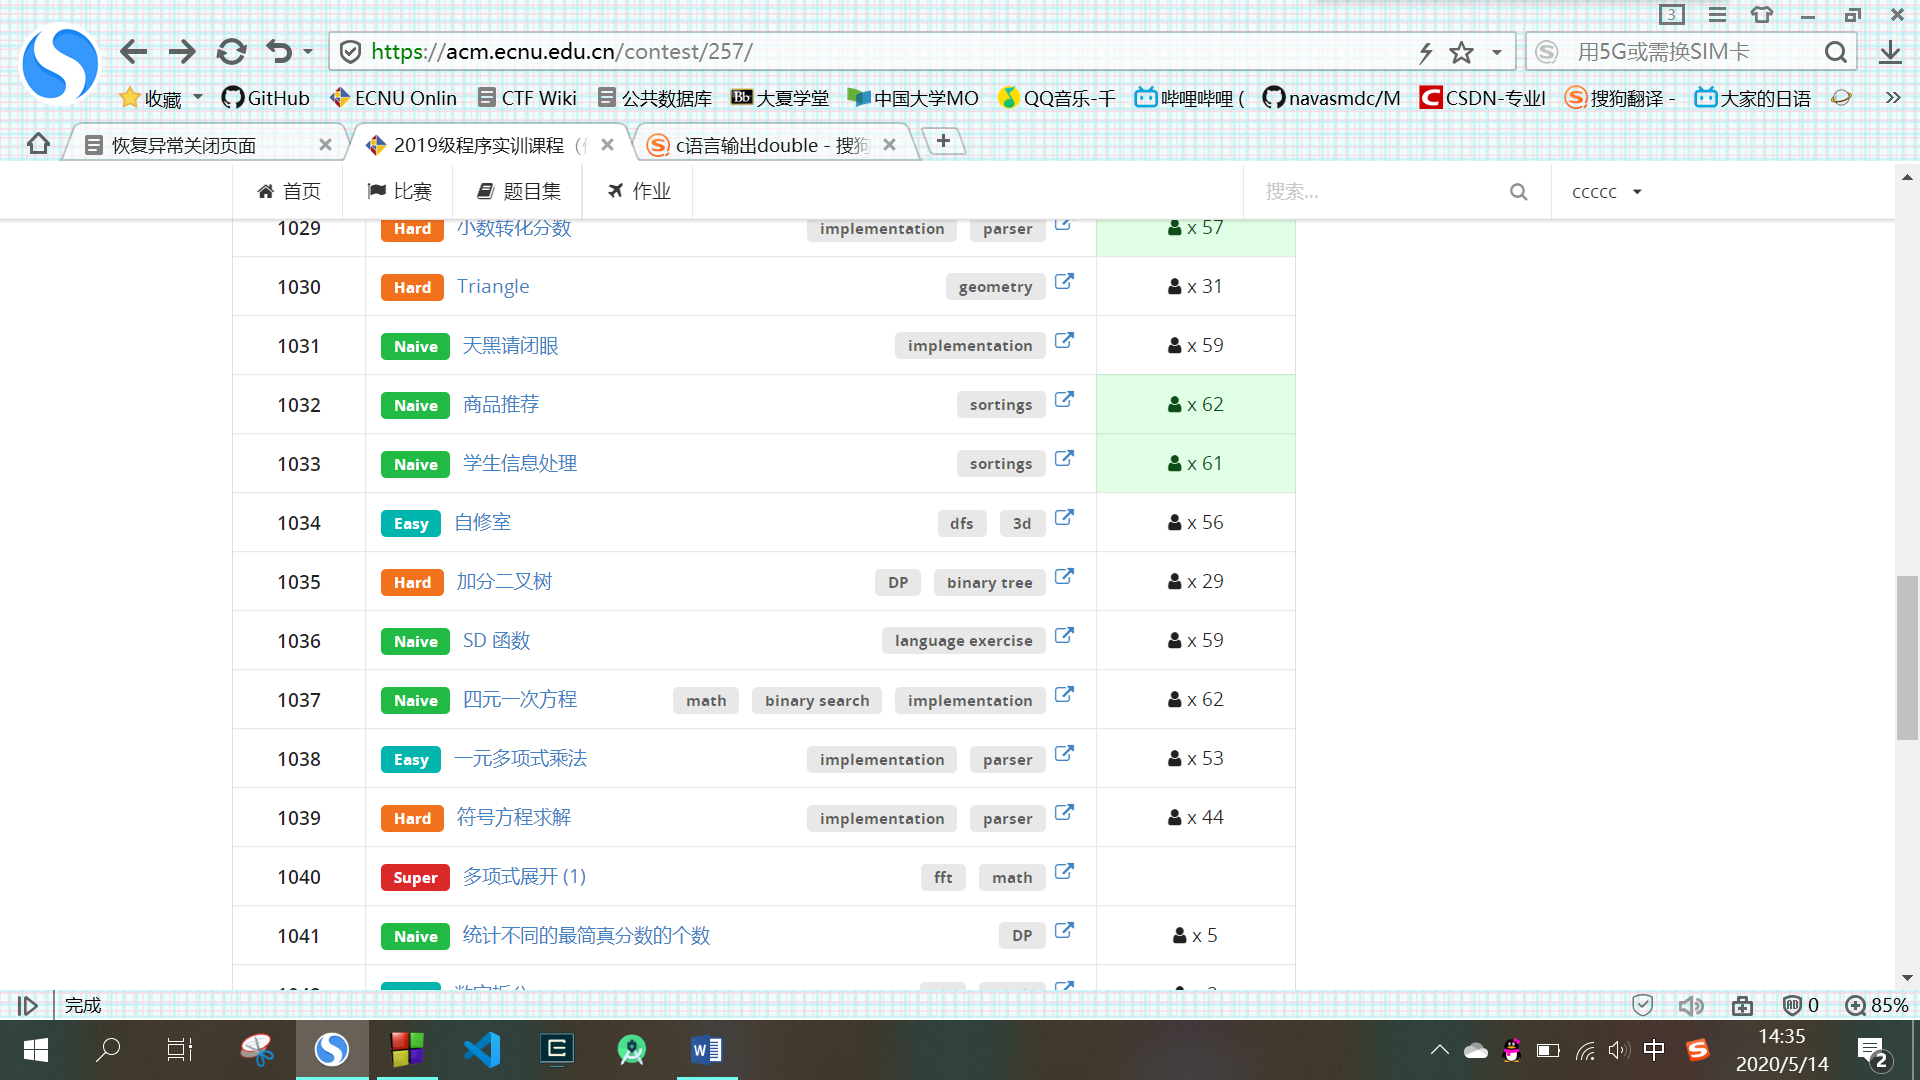 3
https://acm.ecnu.edu.cn/contest/257/
用5G或需换SIM卡
收藏 GitHub ECNU Onlin CTF Wiki 公共数据库 Bb 大夏学堂 中国大学MO QQ音乐-千 哔哩哔哩 ( navasmdc/M CSDN-专业I 搜狗翻译 - 大家的日语
恢复异常关闭页面 2019级程序实训课程 c语言输出double - 搜狗
首页 比赛 题目集 作业 搜索... ccccc
1029 Hard 小数转化分数 implementation parser x 57
1030 Hard Triangle geometry x 31
1031 Naive 天黑请闭眼 implementation x 59
1032 Naive 商品推荐 sortings x 62
1033 Naive 学生信息处理 sortings x 61
1034 Easy 自修室 dfs 3d x 56
1035 Hard 加分二叉树 DP binary tree x 29
1036 Naive SD 函数 language exercise x 59
1037 Naive 四元一次方程 math binary search implementation x 62
1038 Easy 一元多项式乘法 implementation parser x 53
1039 Hard 符号方程求解 implementation parser x 44
1040 Super 多项式展开 (1) fft math
1041 Naive 统计不同的最简真分数的个数 DP x 5
完成 0 85%
中 14:35
2020/5/14 2